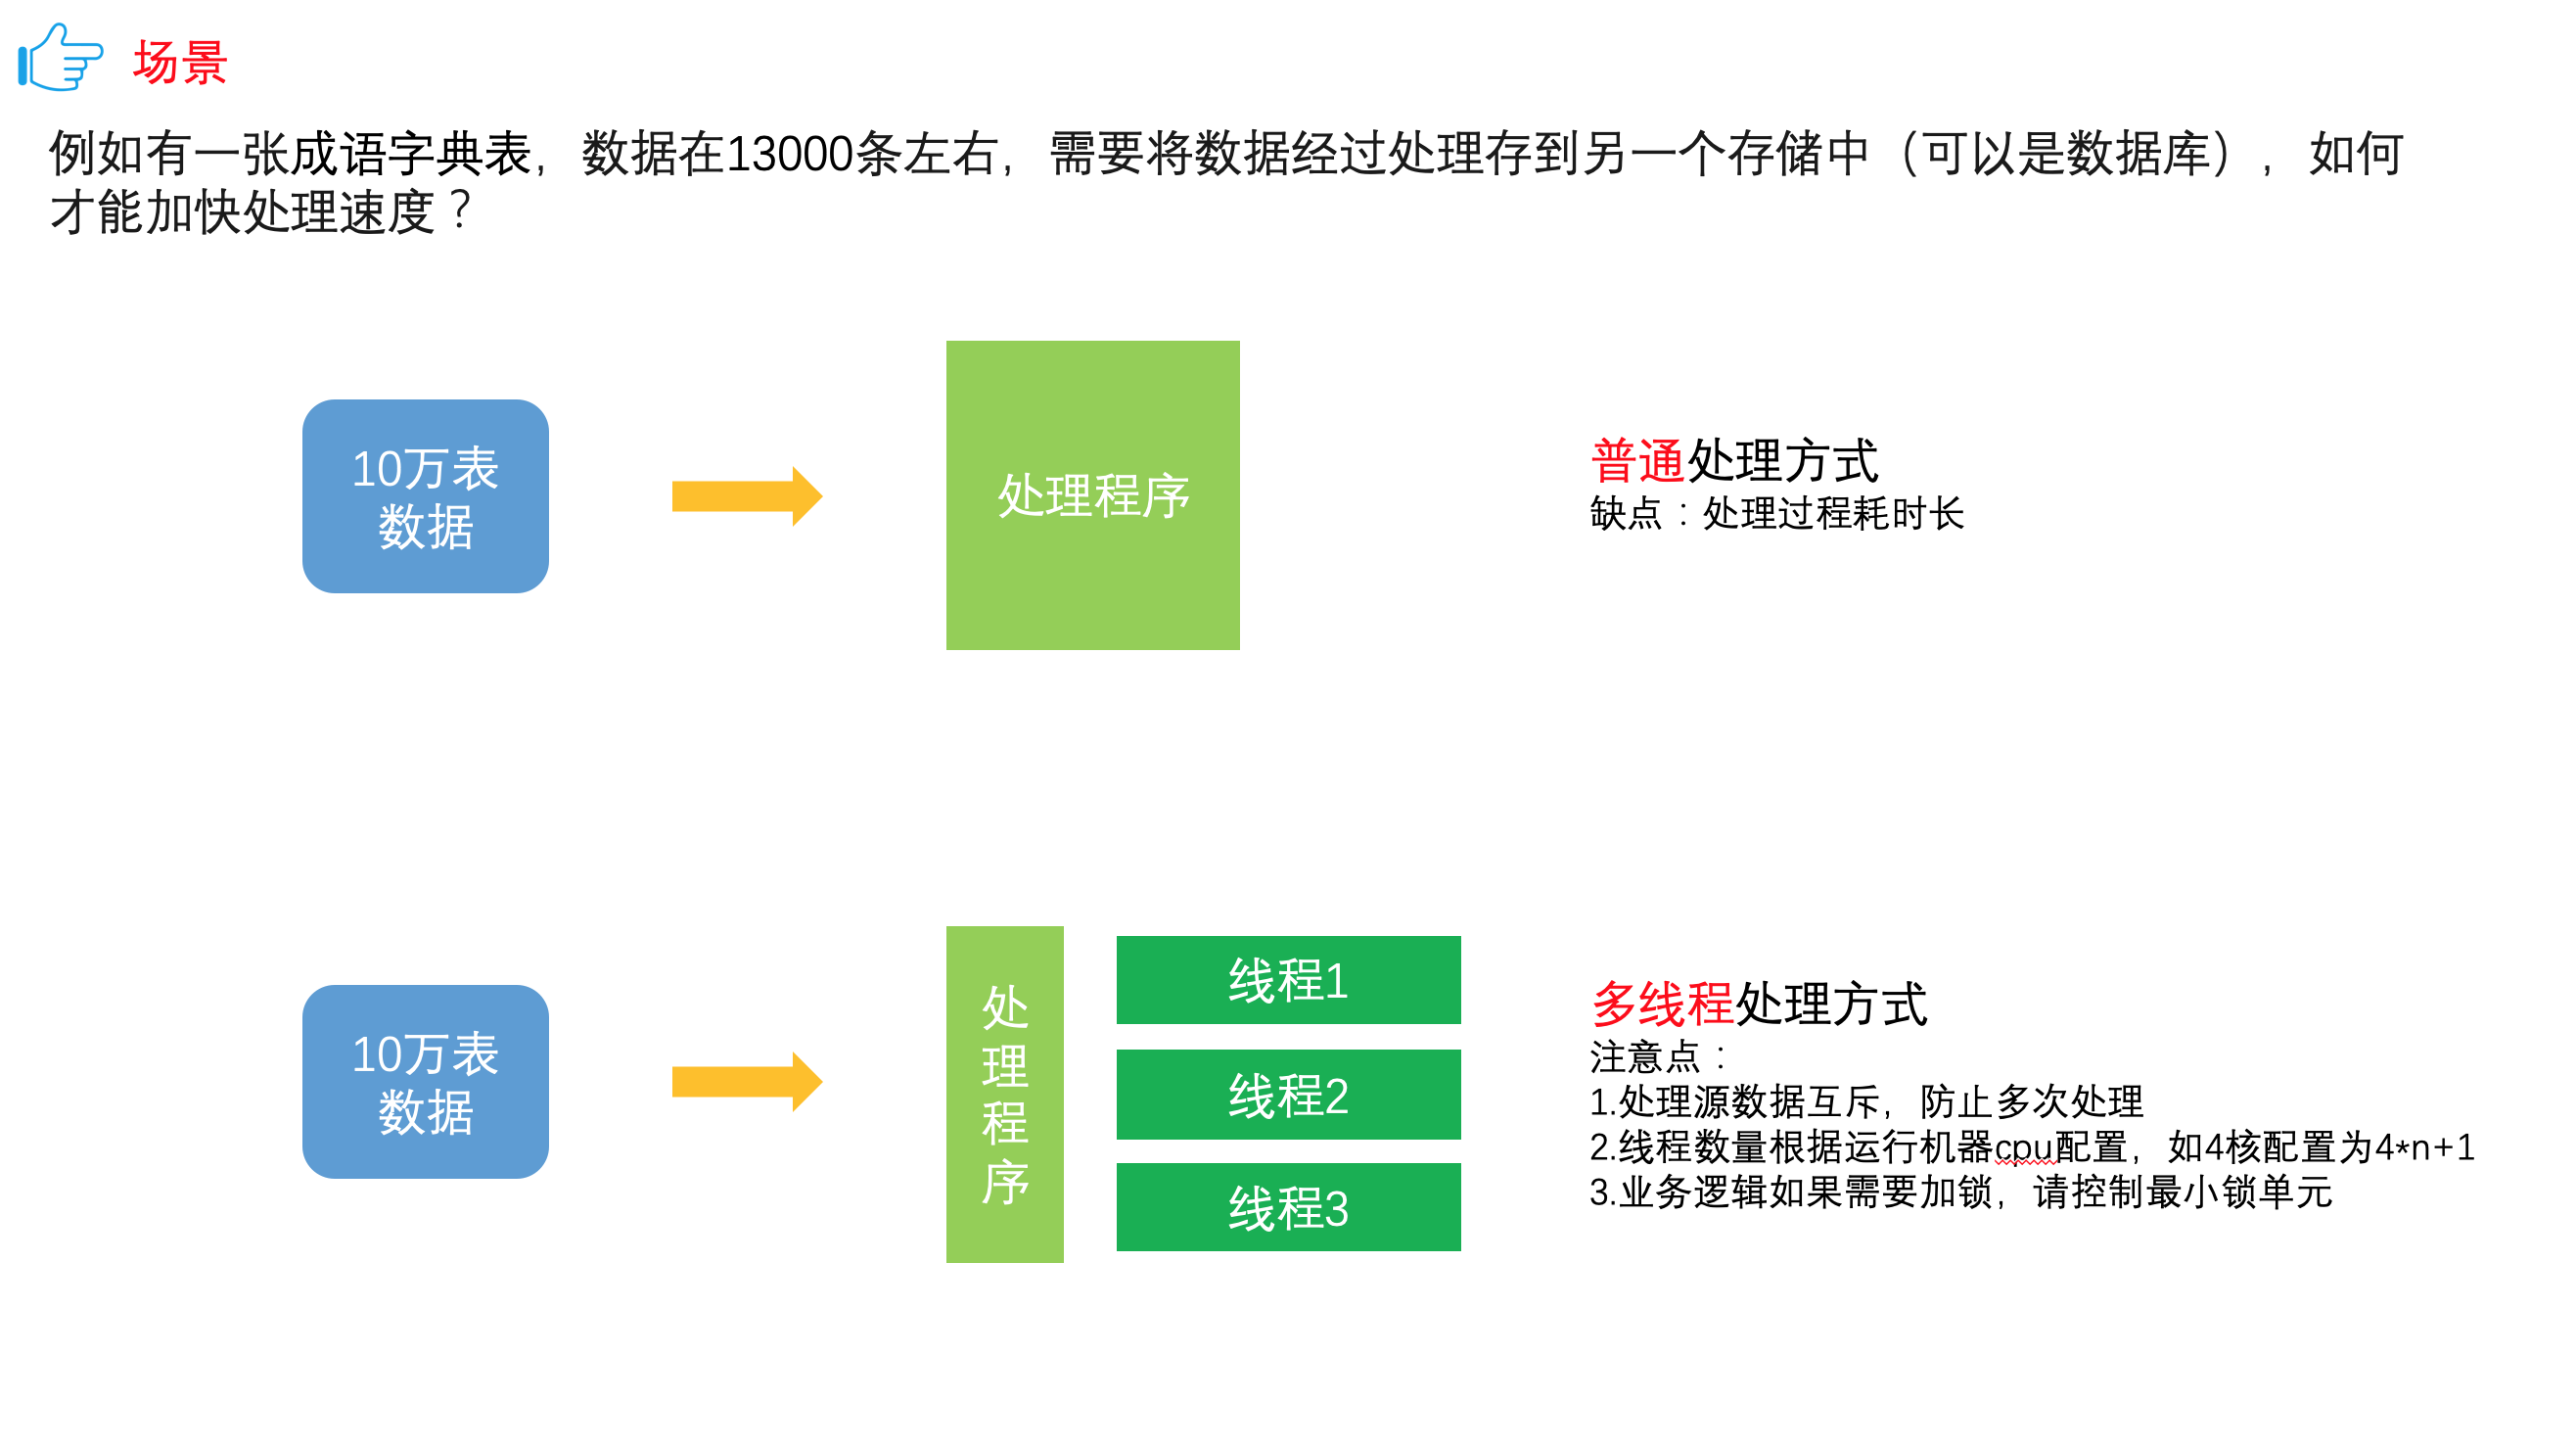 场景
例如有一张成语字典表，数据在13000条左右，需要将数据经过处理存到另一个存储中（可以是数据库），如何
才能加快处理速度？
10万表
数据
处理程序
普通处理方式
缺点：处理过程耗时长
10万表
数据
处
理
程
序
线程1
线程2
线程3
多线程处理方式
注意点：
1.处理源数据互斥，防止多次处理
2.线程数量根据运行机器cpu配置，如4核配置为4*n+1
3.业务逻辑如果需要加锁，请控制最小锁单元